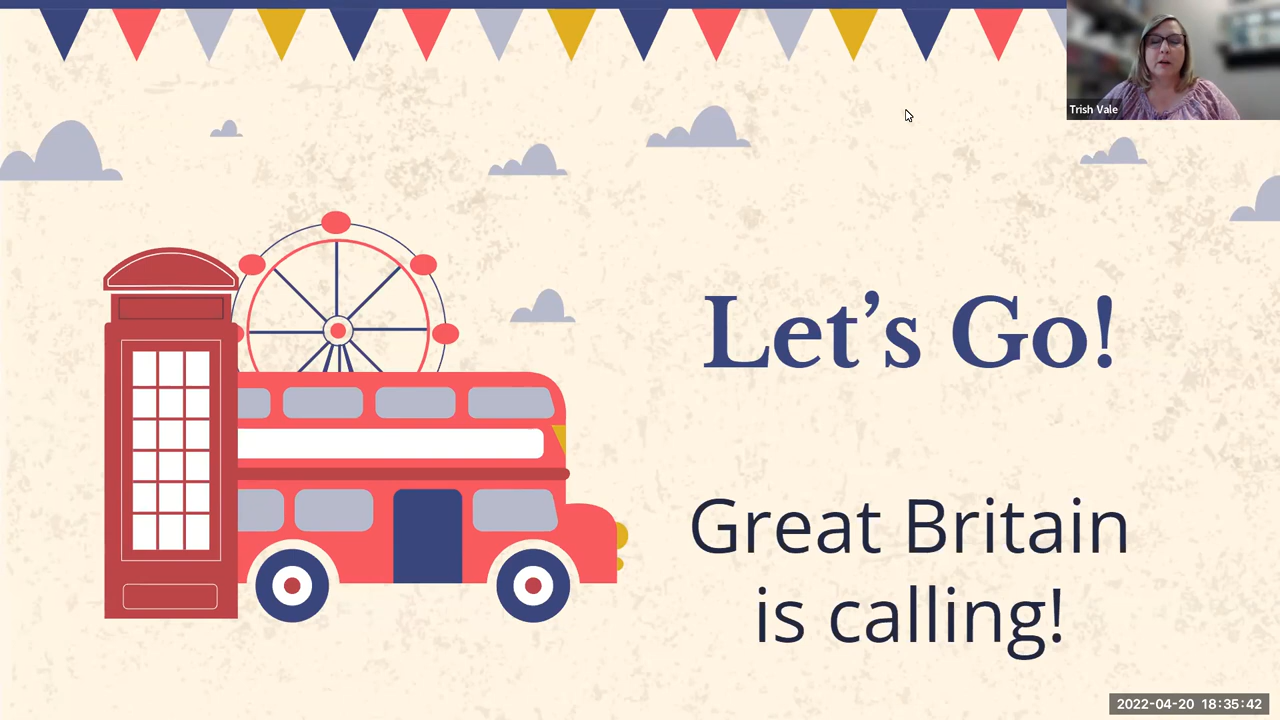 Trish Vale
Let’s Go!
Great Britain
is calling!
2022-04-20 18:35:42